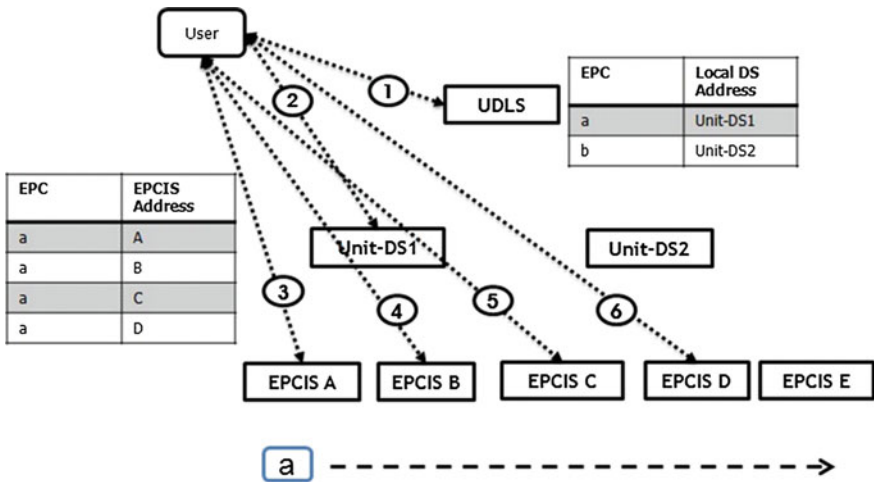 User
1
2
UDLS
EPC Local DS Address
a Unit-DS1
b Unit-DS2
EPC EPCIS Address
a A
a B
a C
a D
Unit-DS1
Unit-DS2
3
4
5
6
EPCIS A
EPCIS B
EPCIS C
EPCIS D
EPCIS E
a